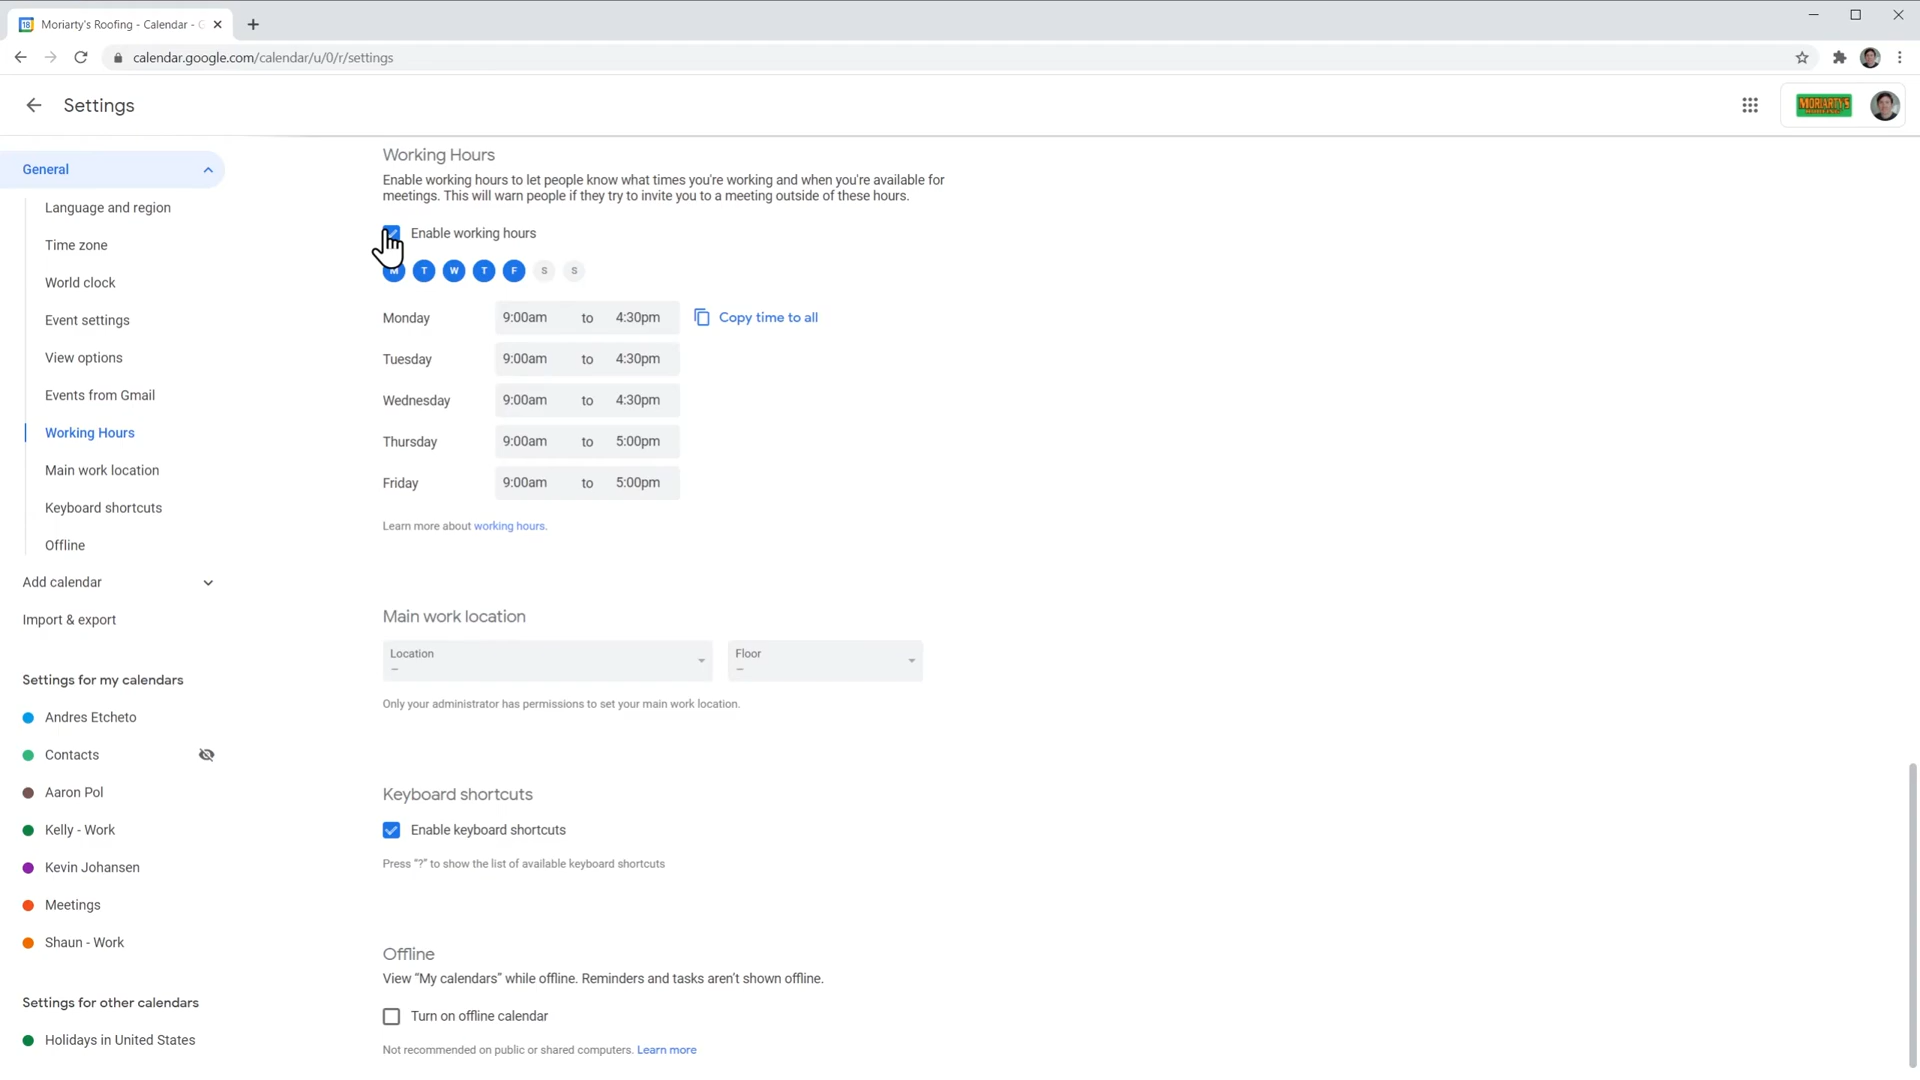 Moriarty's Roofing - Calendar - G
calendar.google.com/calendar/u/0/r/settings
Settings
MORIARTY'S
General
Language and region
Time zone
World clock
Event settings
View options
Events from Gmail
Working Hours
Main work location
Keyboard shortcuts
Offline
Add calendar
Import & export
Settings for my calendars
Andres Etcheto
Contacts
Aaron Pol
Kelly - Work
Kevin Johansen
Meetings
Shaun - Work
Settings for other calendars
Holidays in United States
Working Hours
Enable working hours to let people know what times you're working and when you're available for
meetings. This will warn people if they try to invite you to a meeting outside of these hours.
Enable working hours
M T W T F S S
Monday 9:00am to 4:30pm Copy time to all
Tuesday 9:00am to 4:30pm
Wednesday 9:00am to 4:30pm
Thursday 9:00am to 5:00pm
Friday 9:00am to 5:00pm
Learn more about working hours.
Main work location
Location Floor
– –
Only your administrator has permissions to set your main work location.
Keyboard shortcuts
Enable keyboard shortcuts
Press “?” to show the list of available keyboard shortcuts
Offline
View “My calendars” while offline. Reminders and tasks aren't shown offline.
Turn on offline calendar
Not recommended on public or shared computers. Learn more